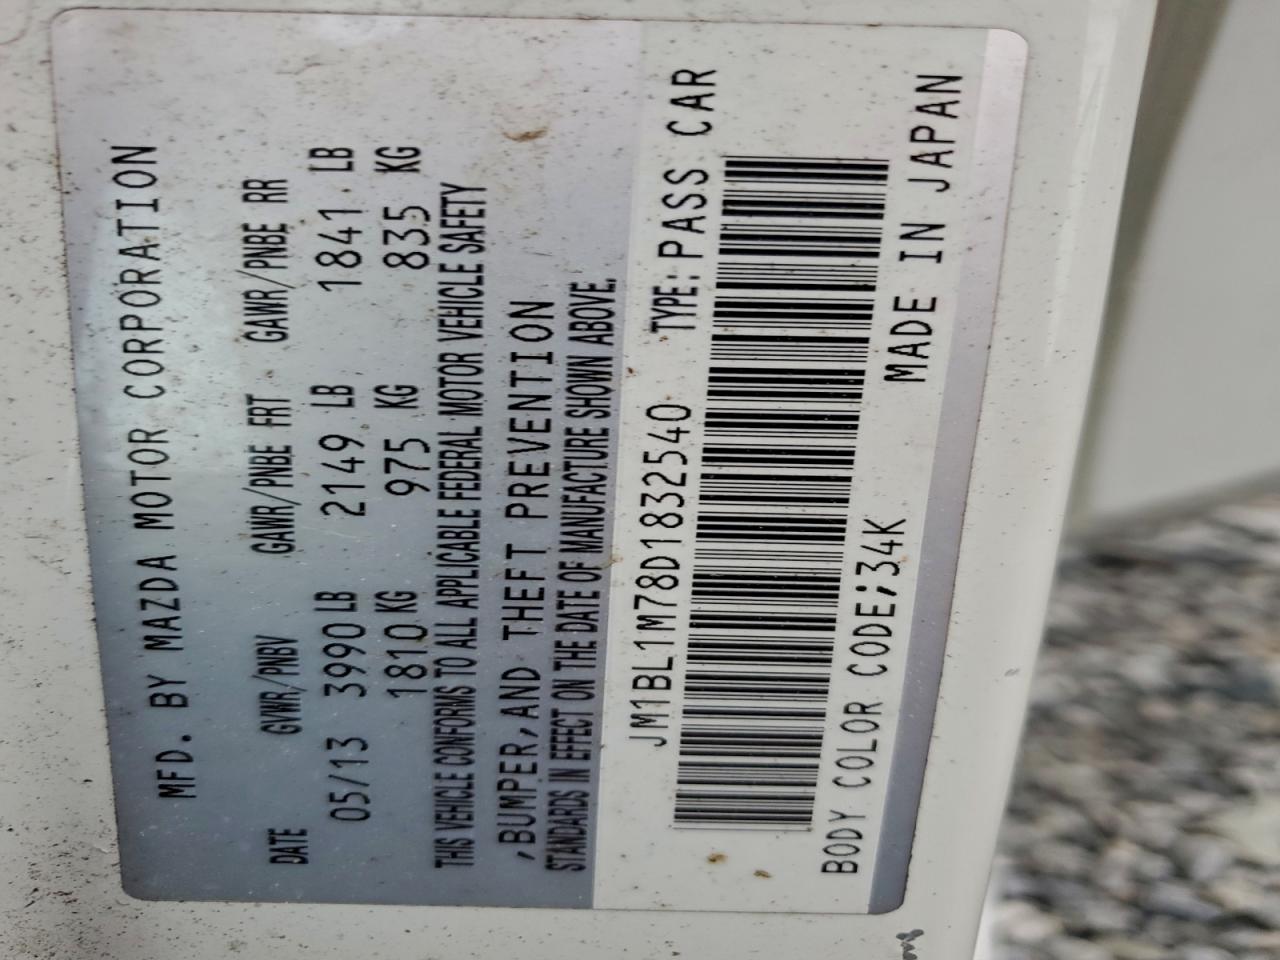 MFD. BY MAZDA MOTOR CORPORATION
DATE GVWR/PNBV GAWR/PNBE FRT GAWR/PNBE RR
05/13 3990 LB 2149 LB 1841 LB
1810 KG 975 KG 835 KG
THIS VEHICLE CONFORMS TO ALL APPLICABLE FEDERAL MOTOR VEHICLE SAFETY
,BUMPER,AND THEFT PREVENTION
STANDARDS IN EFFECT ON THE DATE OF MANUFACTURE SHOWN ABOVE.
JM1BL1M78D1832540 TYPE: PASS CAR
BODY COLOR CODE;34K MADE IN JAPAN